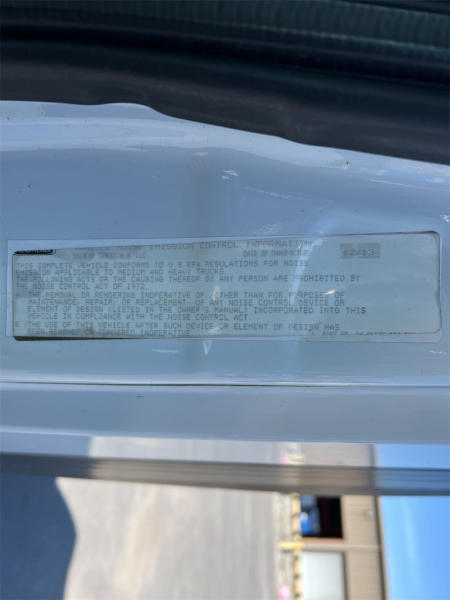 VEHICLE NOISE EMISSION CONTROL INFORMATION
DATE OF MANUFACTURE 12/13
THIS COMPLETE VEHICLE CONFORMS TO U S EPA REGULATIONS FOR NOISE
EMISSION APPLICABLE TO MEDIUM AND HEAVY TRUCKS.
THE FOLLOWING ACTS OR THE CAUSING THEREOF BY ANY PERSON ARE PROHIBITED BY
THE NOISE CONTROL ACT OF 1972
THE REMOVAL OR RENDERING INOPERATIVE OF, OTHER THAN FOR PURPOSE OF
MAINTENANCE, REPAIR OR REPLACEMENT, OF ANY NOISE CONTROL DEVICE OR
ELEMENT OF DESIGN (LISTED IN THE OWNER'S MANUAL) INCORPORATED INTO THIS
VEHICLE IN COMPLIANCE WITH THE NOISE CONTROL ACT.
THE USE OF THIS VEHICLE AFTER SUCH DEVICE OR ELEMENT OF DESIGN HAS
INOPERATIVE